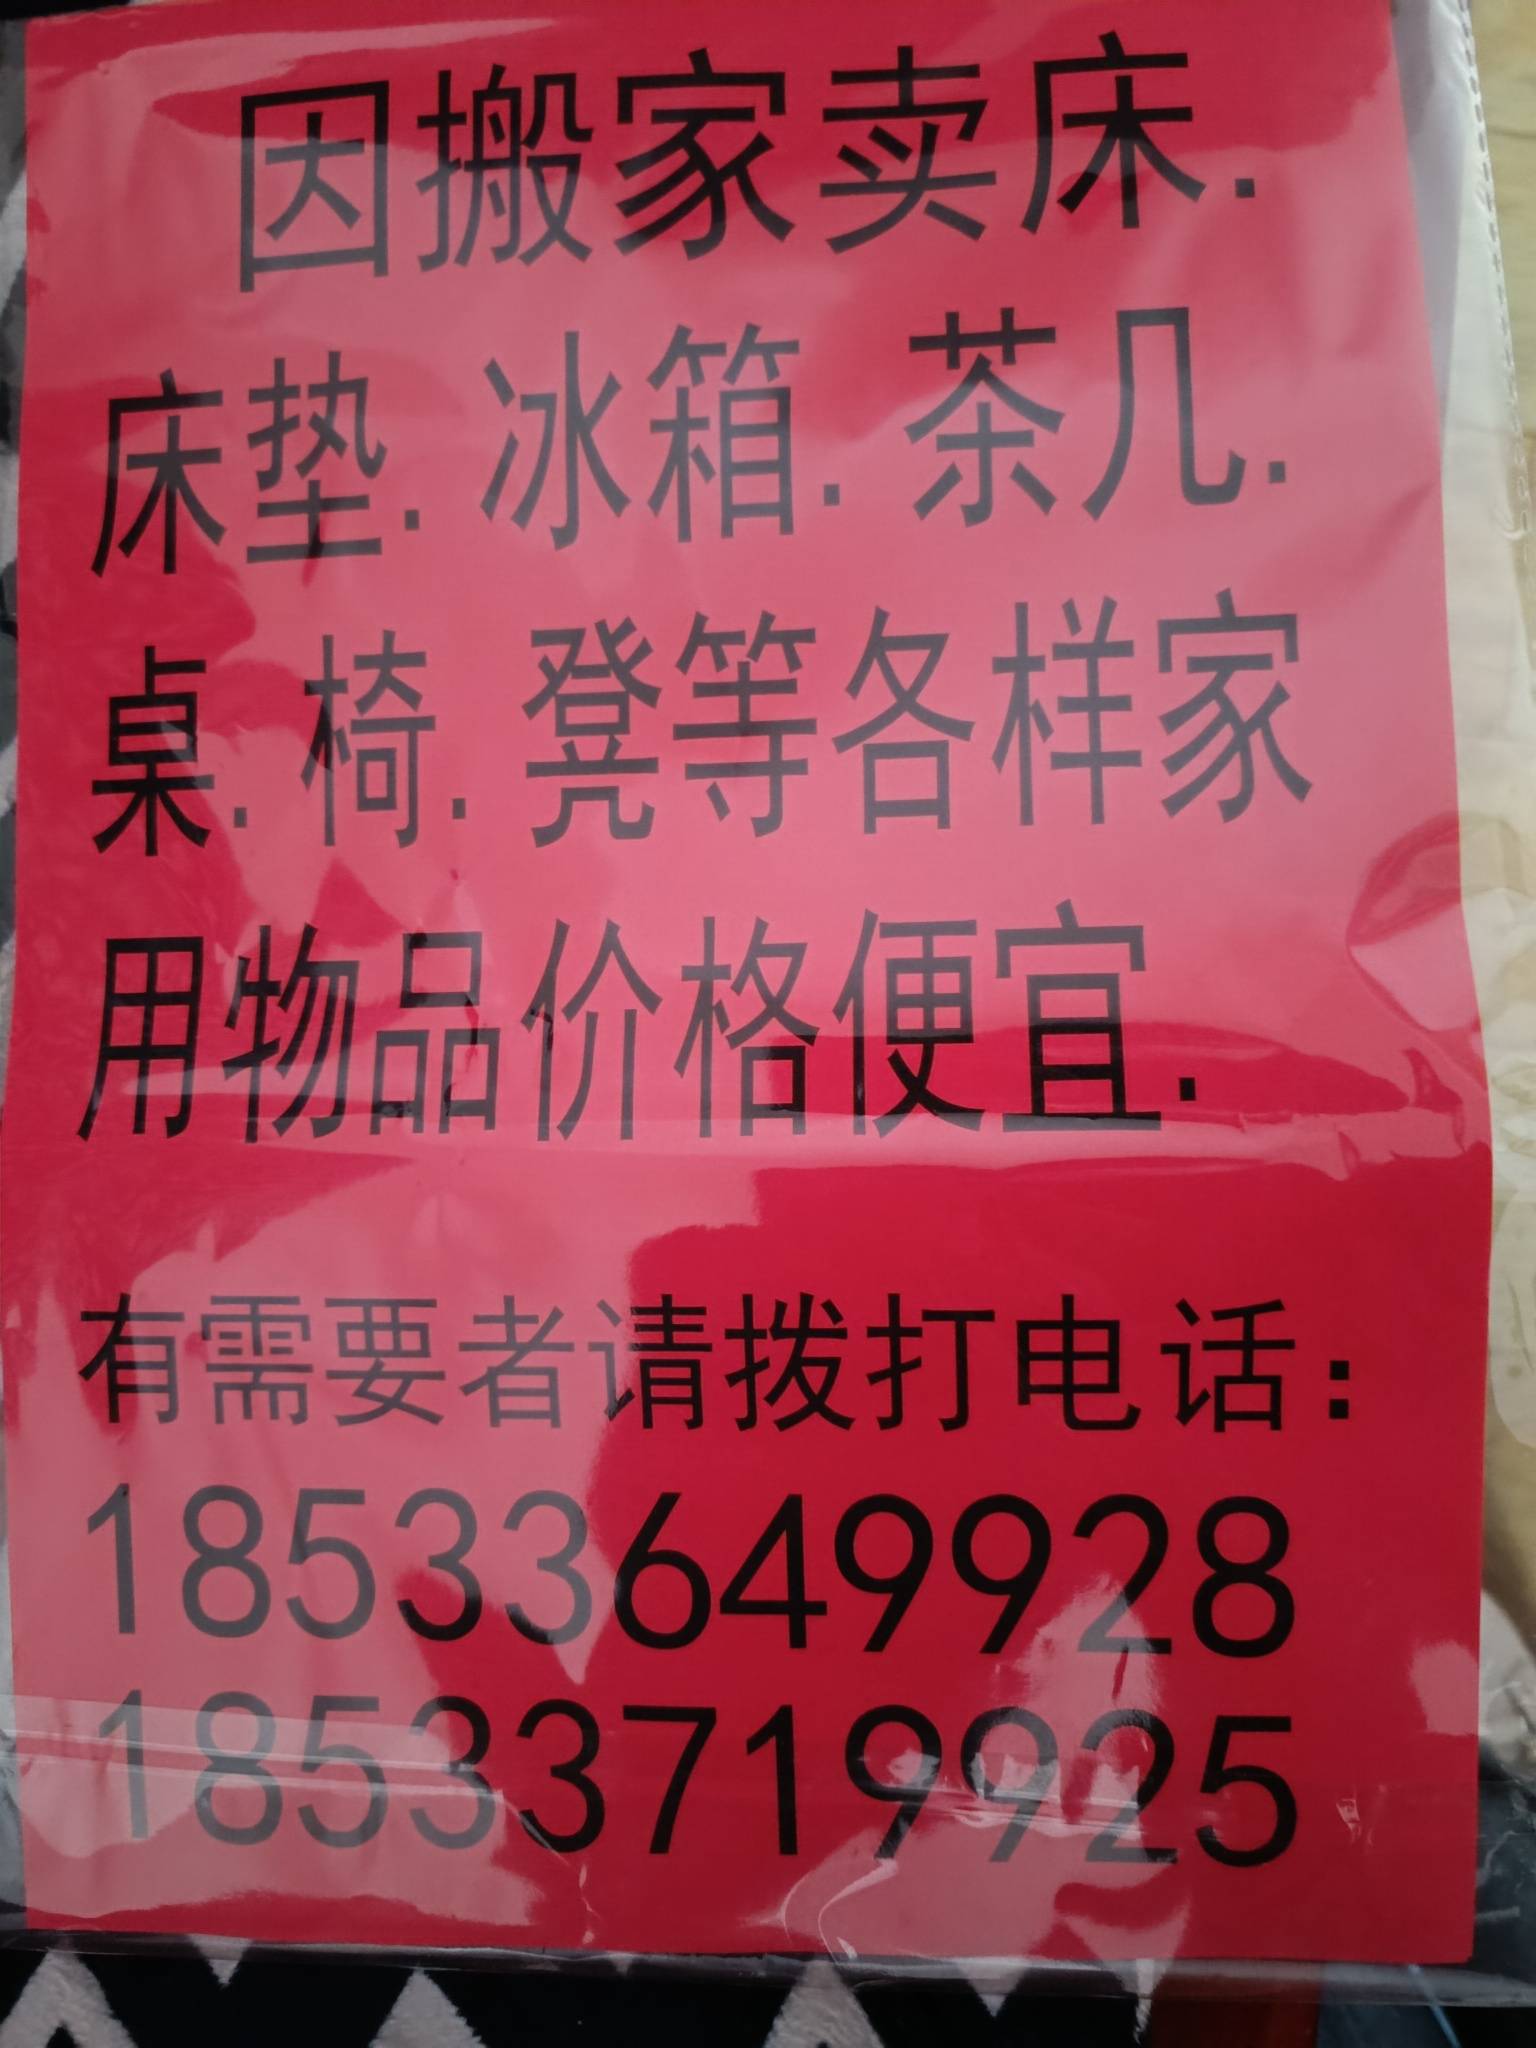 因搬家卖床.
床垫.冰箱.茶几.
桌.椅.凳等各样家
用物品价格便宜.
有需要者请拨打电话:
18533649928
18533719925